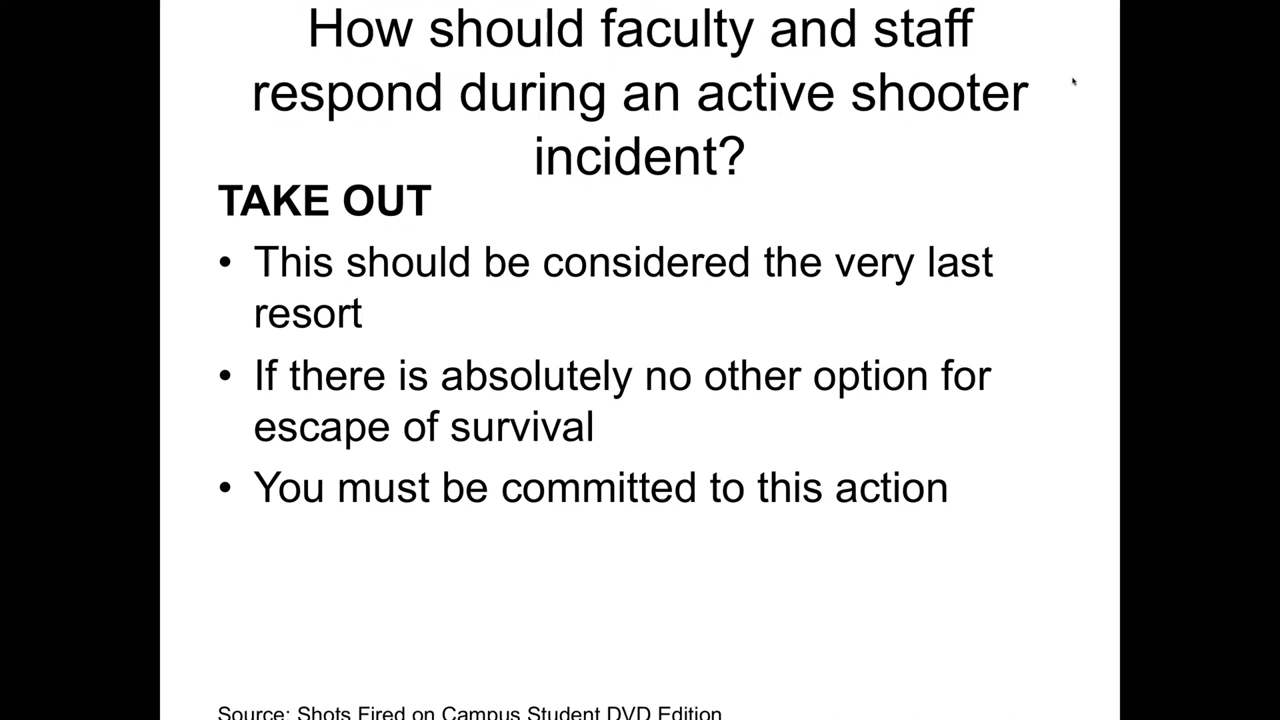 How should faculty and staff
respond during an active shooter
incident?
TAKE OUT
• This should be considered the very last
resort
• If there is absolutely no other option for
escape of survival
• You must be committed to this action
Source: Shots Fired on Campus Student DVD Edition